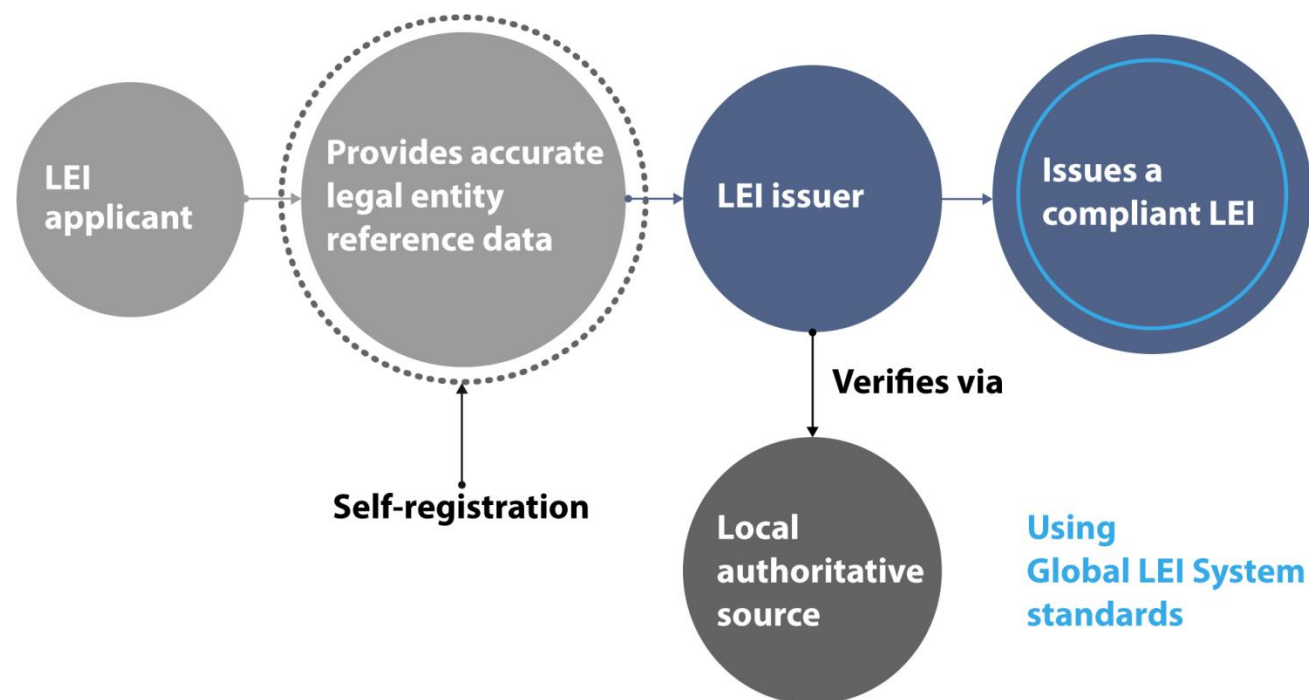 LEI
applicant
Provides accurate
legal entity
reference data
LEI issuer
Issues a
compliant LEI
Verifies via
Self-registration
Local
authoritative
source
Using
Global LEI System
standards